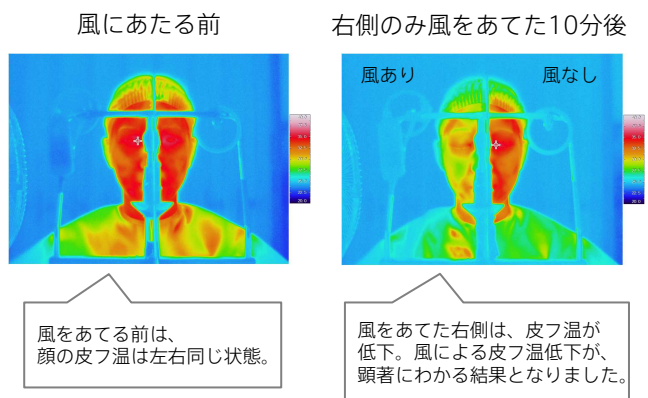 風にあたる前
右側のみ風をあてた10分後
風あり
風なし
風をあてる前は、
顔の皮フ温は左右同じ状態。
風をあてた右側は、皮フ温が
低下。風による皮フ温低下が、
顕著にわかる結果となりました。